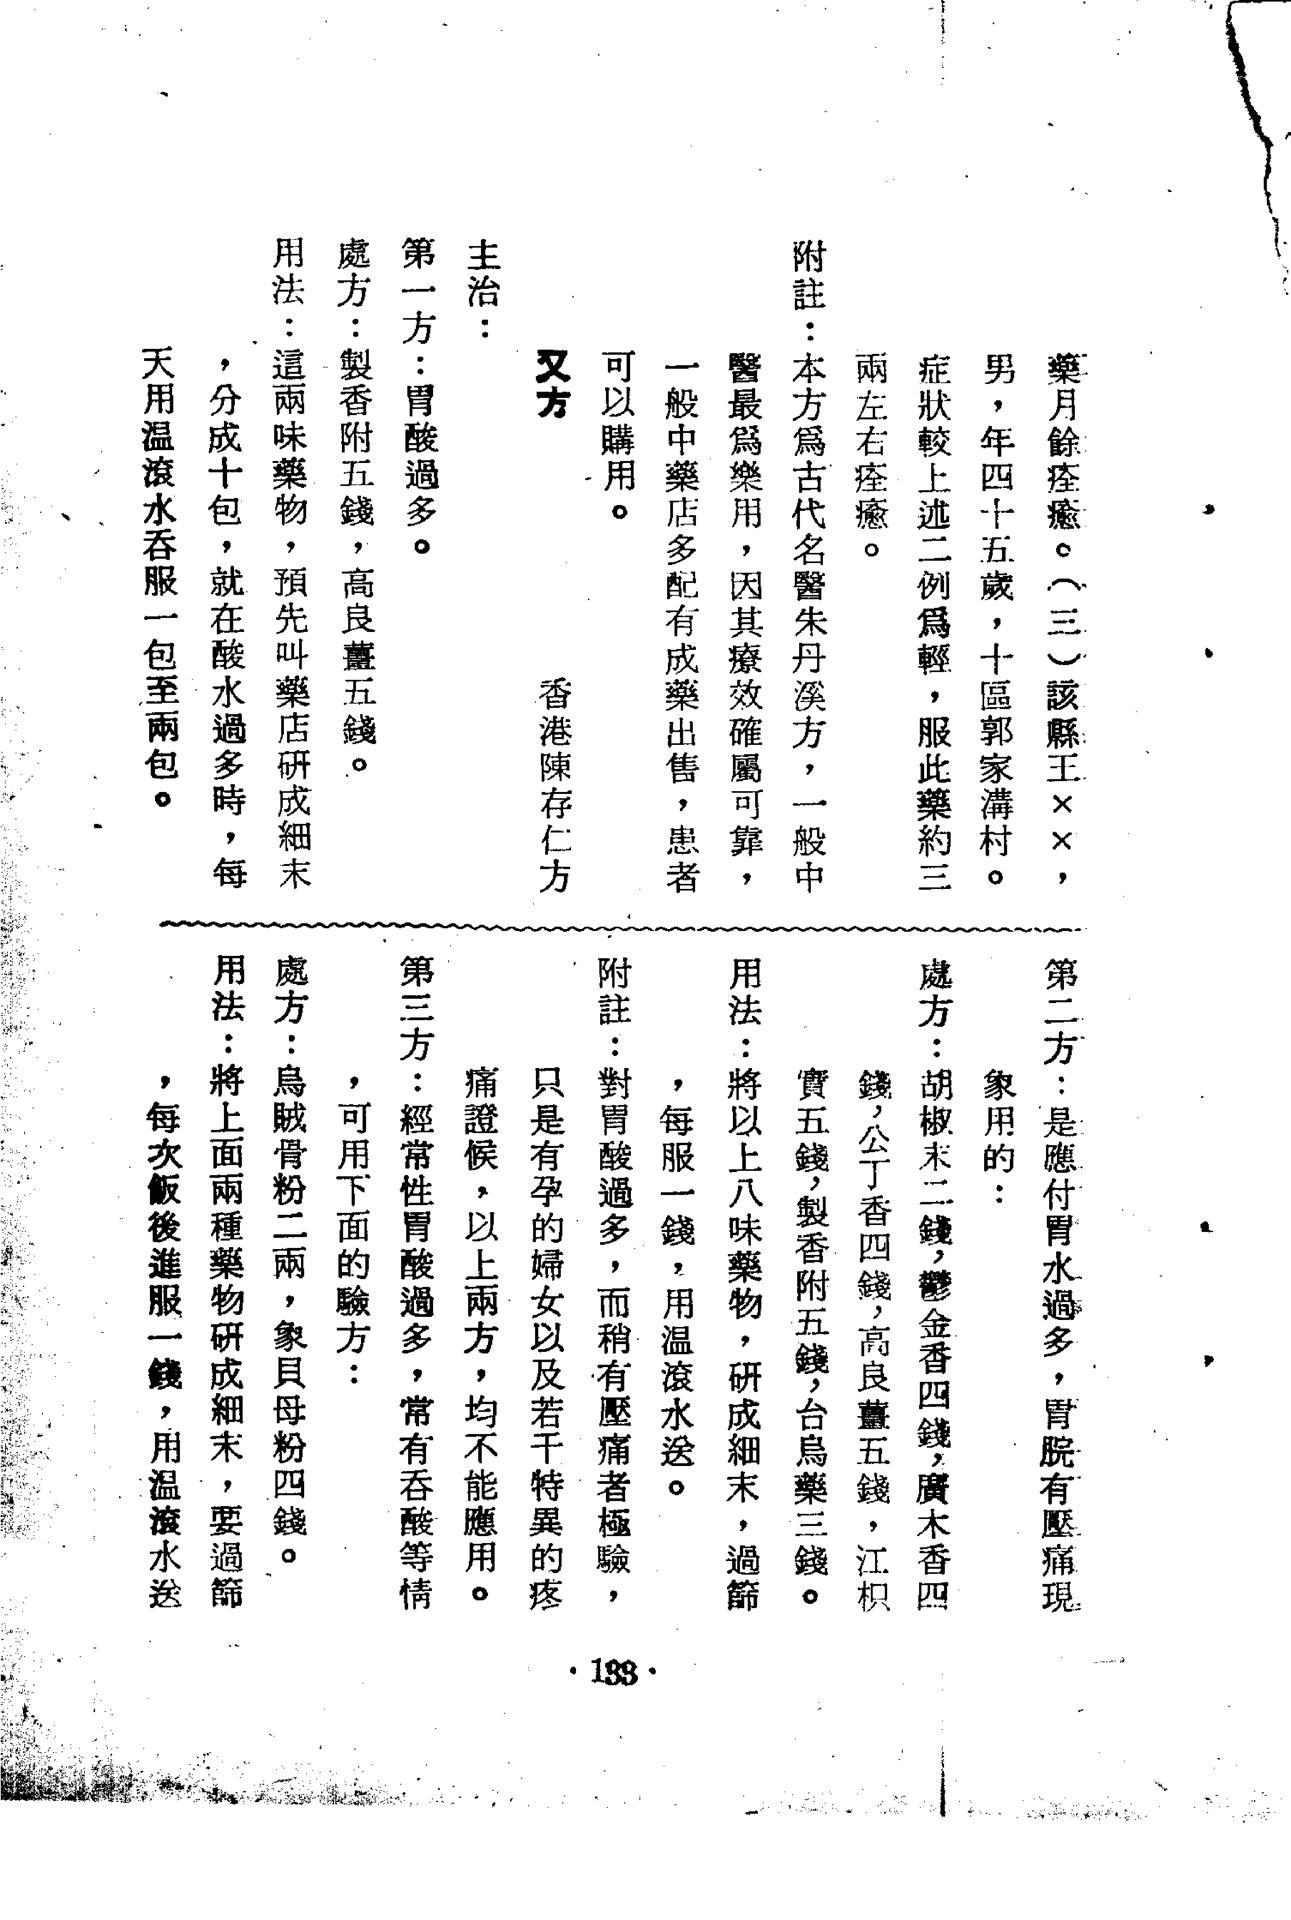 藥月餘痊癒。（三）該縣王××，
男，年四十五歲，十區郭家溝村。
症狀較上述二例爲輕，服此藥約三
兩左右痊癒。
附註：本方爲古代名醫朱丹溪方，一般中
醫最爲樂用，因其療效確屬可靠，
一般中藥店多配有成藥出售，患者
可以購用。
又方　香港陳存仁方
主治：
第一方：胃酸過多。
處方：製香附五錢，高良薑五錢。
用法：這兩味藥物，預先叫藥店研成細末
，分成十包，就在酸水過多時，每
天用温滾水吞服一包至兩包。
第二方：是應付胃水過多，胃脘有壓痛現
象用的：
處方：胡椒末二錢，鬱金香四錢，廣木香四
錢，公丁香四錢，高良薑五錢，江枳
實五錢，製香附五錢，台烏藥三錢。
用法：將以上八味藥物，研成細末，過篩
，每服一錢，用温滾水送。
附註：對胃酸過多，而稍有壓痛者極驗，
只是有孕的婦女以及若干特異的疼
痛證候，以上兩方，均不能應用。
第三方：經常性胃酸過多，常有吞酸等情
，可用下面的驗方：
處方：烏賊骨粉二兩，象貝母粉四錢。
用法：將上面兩種藥物研成細末，要過篩
，每次飯後進服一錢，用温滾水送
·133·